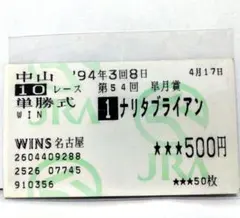 中山 '94年3回8日
10レース 第54回 皐月賞 4月17日
単勝式
WIN 1ナリタブライアン
JRA
WINS名古屋 ★★★500円
2604409288
2526 07745
910356 ★★★50枚